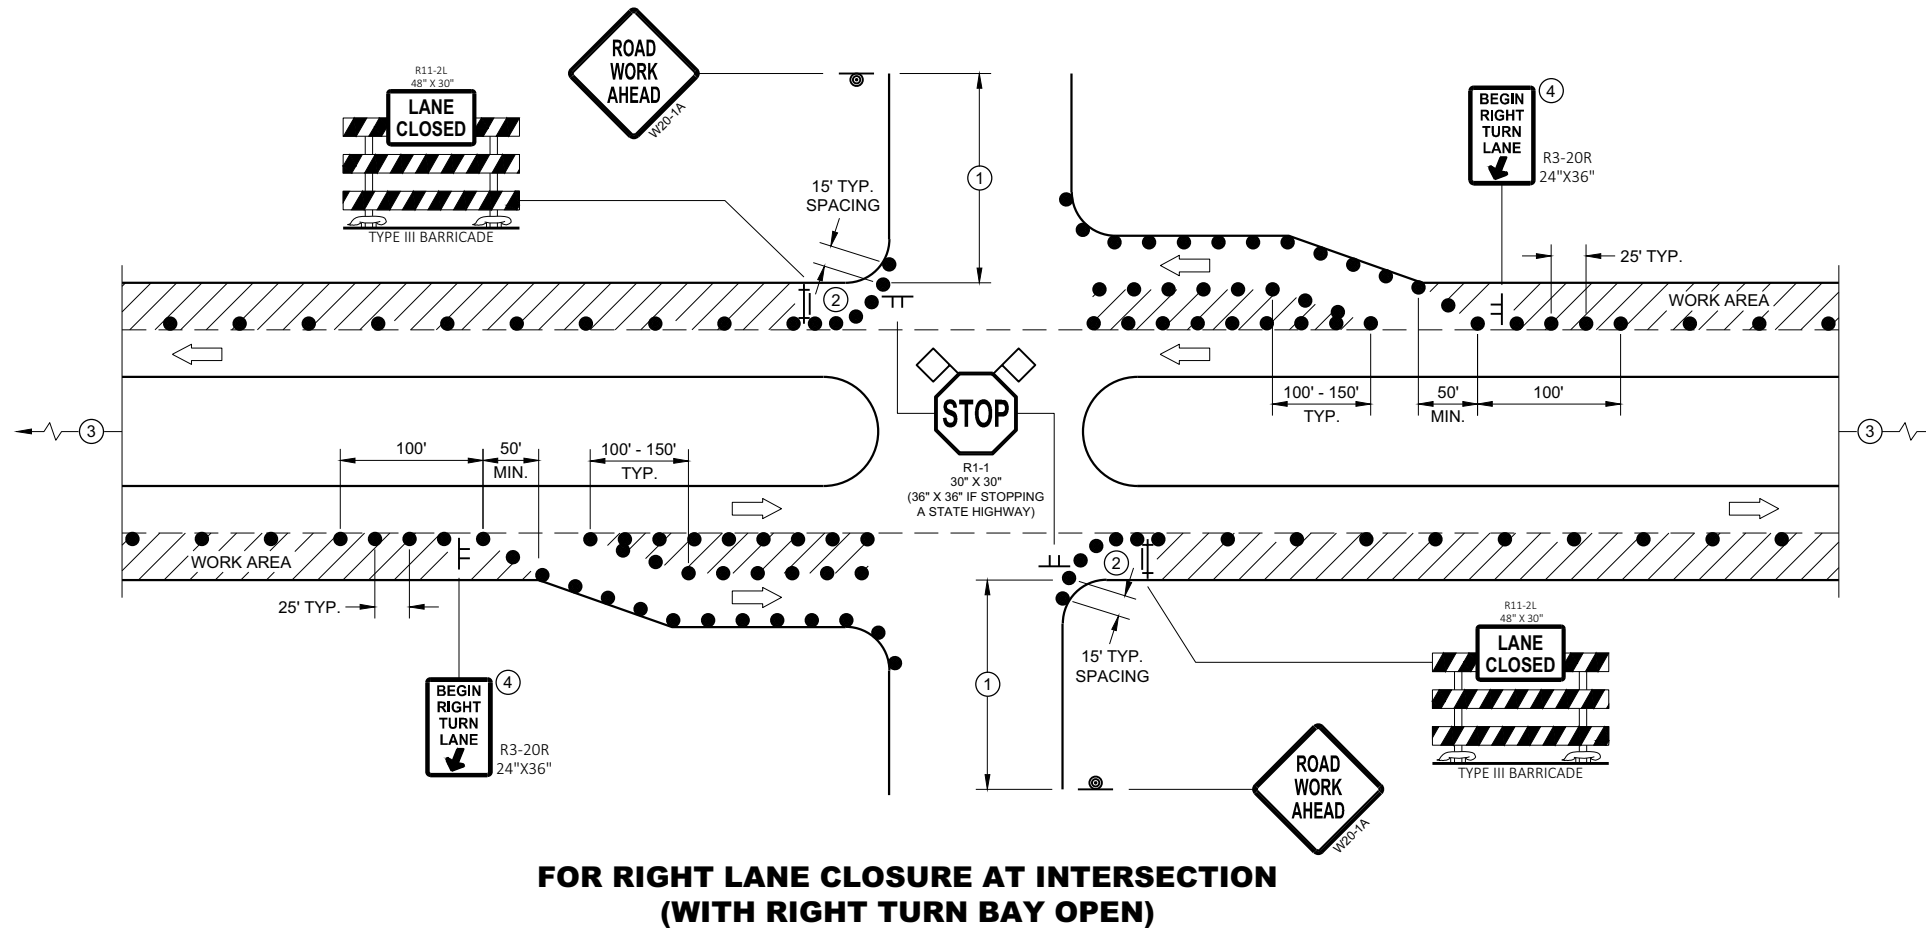 ROAD
WORK
AHEAD
W20-1A
R11-2L
48" X 30"
LANE
CLOSED
TYPE III BARRICADE
15' TYP.
SPACING
1
2
BEGIN
RIGHT
TURN
LANE
4
R3-20R
24"X36"
25' TYP.
WORK AREA
3
100' - 150'
TYP.
50'
MIN.
100'
STOP
R1-1
30" X 30"
(36" X 36" IF STOPPING
A STATE HIGHWAY)
3
100'
50'
MIN.
100' - 150'
TYP.
WORK AREA
25' TYP.
BEGIN
RIGHT
TURN
LANE
4
R3-20R
24"X36"
2
1
15' TYP.
SPACING
R11-2L
48" X 30"
LANE
CLOSED
TYPE III BARRICADE
ROAD
WORK
AHEAD
W20-1A
FOR RIGHT LANE CLOSURE AT INTERSECTION
(WITH RIGHT TURN BAY OPEN)